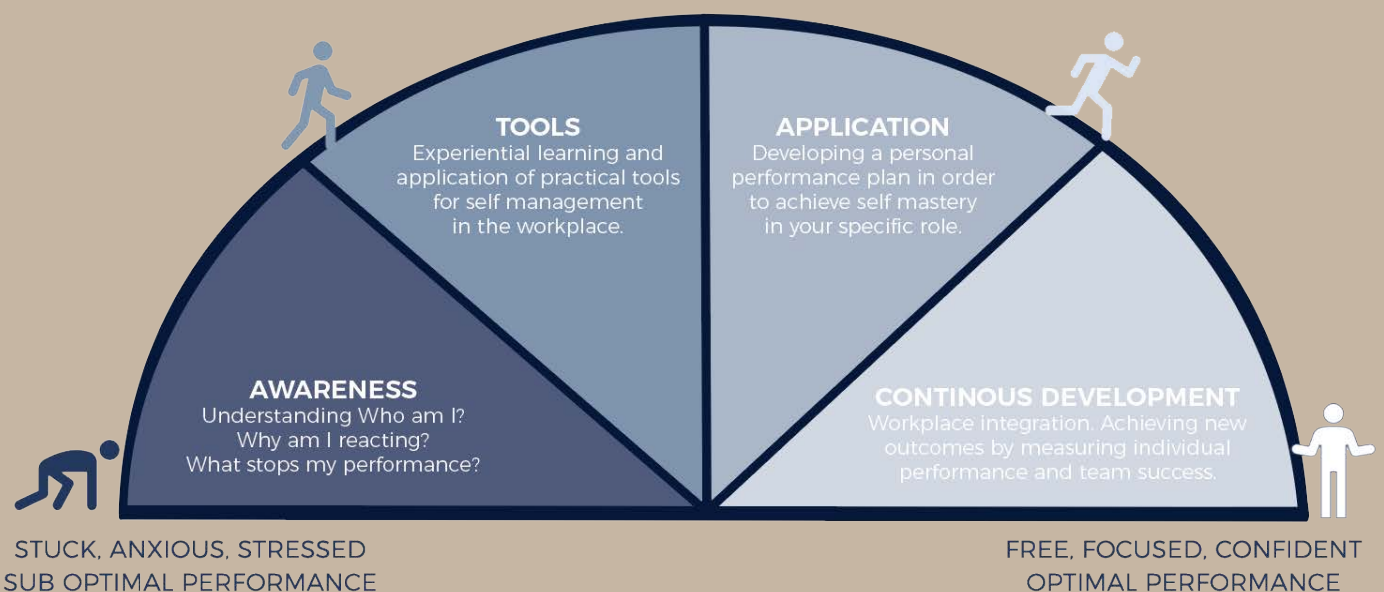 TOOLS
Experiential learning and
application of practical tools
for self management
in the workplace.
APPLICATION
Developing a personal
performance plan in order
to achieve self mastery
in your specific role.
AWARENESS
Understanding Who am I?
Why am I reacting?
What stops my performance?
CONTINOUS DEVELOPMENT
Workplace integration. Achieving new
outcomes by measuring individual
performance and team success.
STUCK, ANXIOUS, STRESSED
SUB OPTIMAL PERFORMANCE
FREE, FOCUSED, CONFIDENT
OPTIMAL PERFORMANCE